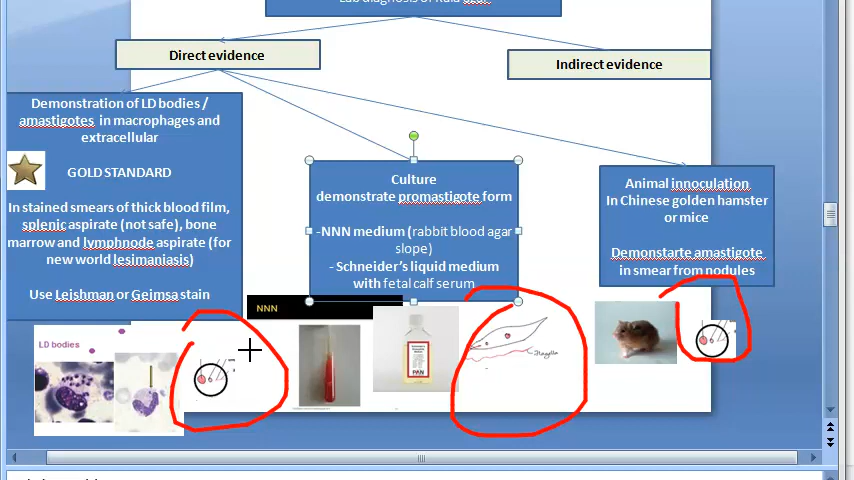 Lab diagnosis of Kala azar
Direct evidence
Indirect evidence
Demonstration of LD bodies /
amastigotes in macrophages and
extracellular
GOLD STANDARD
In stained smears of thick blood film,
splenic aspirate (not safe), bone
marrow and lymphnode aspirate (for
new world lesimaniasis)
Use Leishman or Geimsa stain
Culture
demonstrate promastigote form
-NNN medium (rabbit blood agar
slope)
- Schneider's liquid medium
with fetal calf serum
Animal innoculation
In Chinese golden hamster
or mice
Demonstarte amastigote
in smear from nodules
LD bodies
NNN
PAN
Flagella